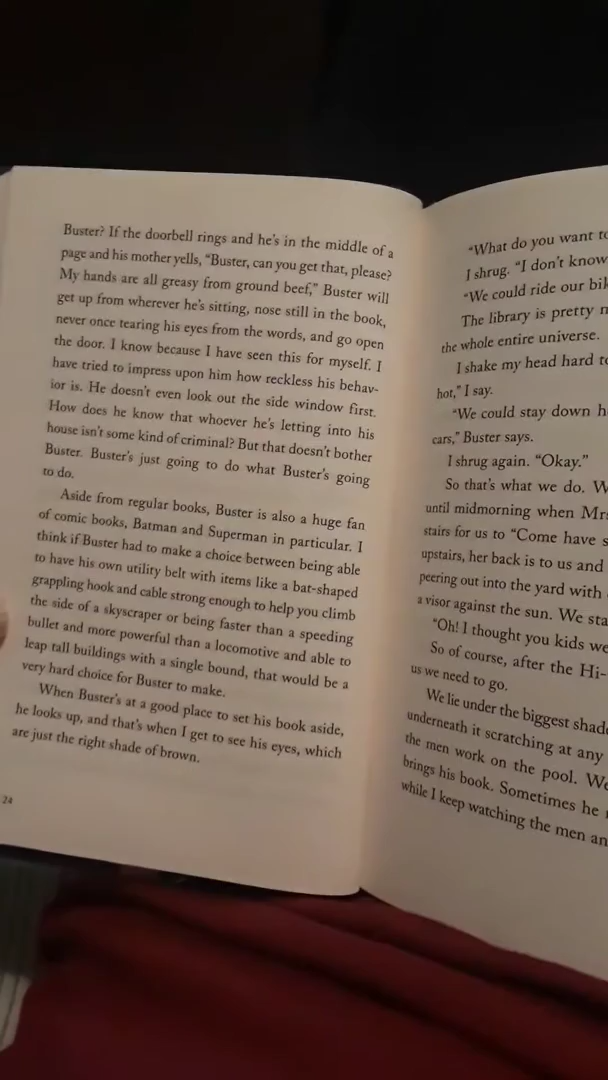 Buster? If the doorbell rings and he's in the middle of a
page and his mother yells, "Buster, can you get that, please?
My hands are all greasy from ground beef," Buster will
get up from wherever he's sitting, nose still in the book,
never once tearing his eyes from the words, and go open
the door. I know because I have seen this for myself. I
have tried to impress upon him how reckless his behav-
ior is. He doesn't even look out the side window first.
How does he know that whoever he's letting into his
house isn't some kind of criminal? But that doesn't bother
Buster. Buster's just going to do what Buster's going
to do.
Aside from regular books, Buster is also a huge fan
of comic books, Batman and Superman in particular. I
think if Buster had to make a choice between being able
to have his own utility belt with items like a bat-shaped
grappling hook and cable strong enough to help you climb
the side of a skyscraper or being faster than a speeding
bullet and more powerful than a locomotive and able to
leap tall buildings with a single bound, that would be a
very hard choice for Buster to make.
When Buster's at a good place to set his book aside,
he looks up, and that's when I get to see his eyes, which
are just the right shade of brown.
24
"What do you want to
I shrug. "I don't know
"We could ride our
The library is pretty
the whole entire universe.
I shake my head hard
hot," I say.
"We could stay down
cars," Buster says.
I shrug again. "Okay."
So that's what we do.
until midmorning when
stairs for us to "Come have
upstairs, her back is to us and
peering out into the yard with
a visor against the sun. We
"Oh! I thought you kids
So of course, after the Hi-
us we need to go.
We lie under the biggest
underneath it scratching at any
the men work on the pool.
brings his book. Sometimes he
while I keep watching the men